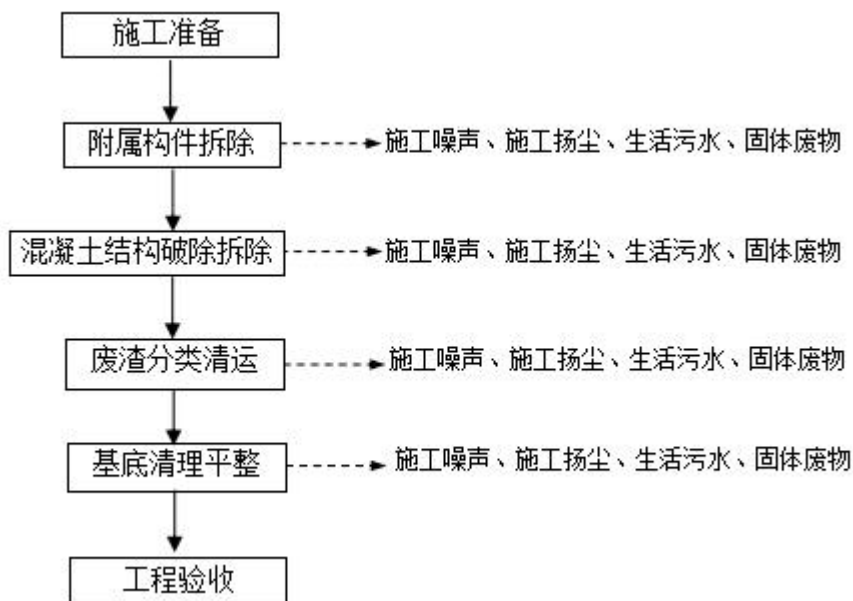 施工准备
附属构件拆除
施工噪声、施工扬尘、生活污水、固体废物
混凝土结构破除拆除
施工噪声、施工扬尘、生活污水、固体废物
废渣分类清运
施工噪声、施工扬尘、生活污水、固体废物
基底清理平整
施工噪声、施工扬尘、生活污水、固体废物
工程验收